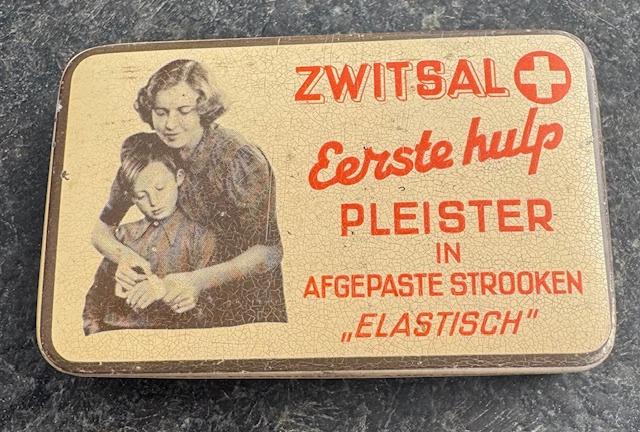 ZWITSAL
Eerste hulp
PLEISTER
IN
AFGEPASTE STROOKEN
„ELASTISCH"